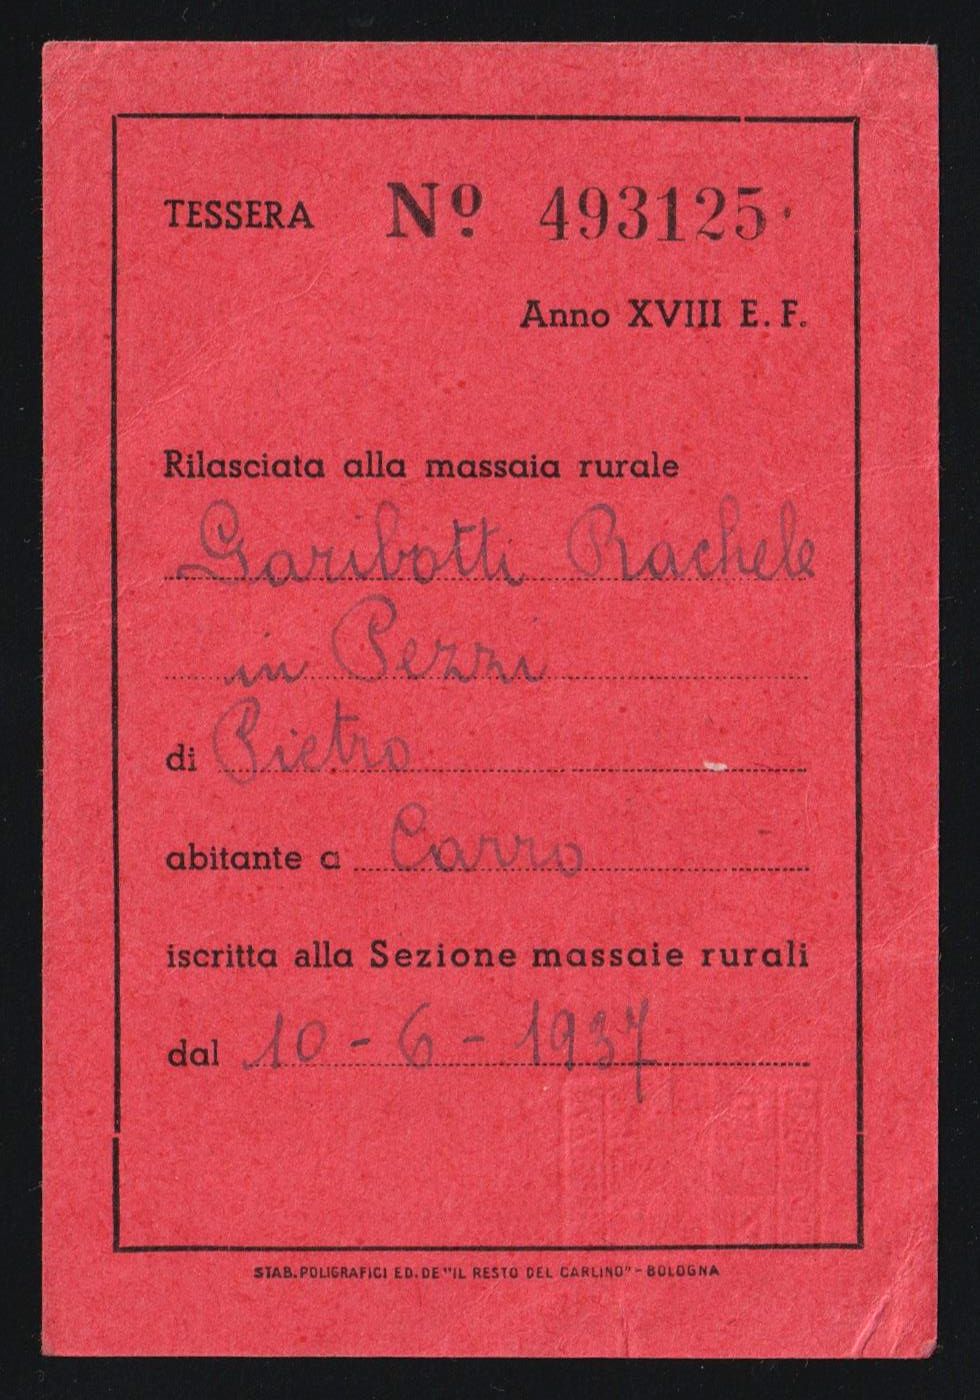 TESSERA Nº. 493125
Anno XVIII E. F.
Rilasciata alla massaia rurale
Garibotti Rachele
in Pezzi
di Pietro
abitante a Carro
iscritta alla Sezione massaie rurali
dal 10 - 6 - 1937
STAB. POLIGRAFICI ED. DE "IL RESTO DEL CARLINO" - BOLOGNA